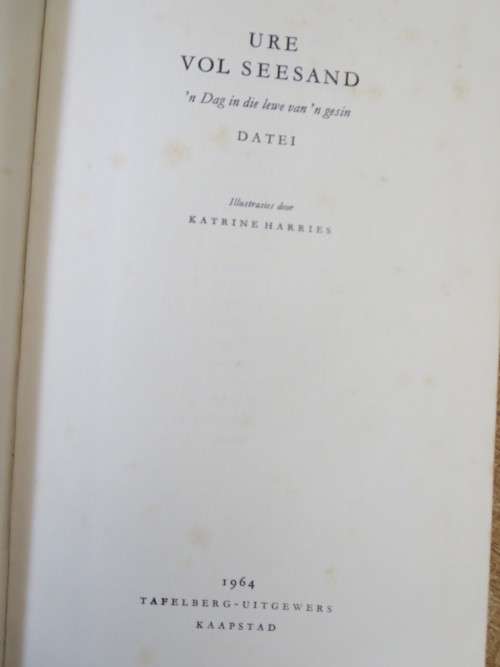 URE
VOL SEESAND
'n Dag in die lewe van 'n gesin
DATEI
Illustrasies deur
KATRINE HARRIES
1964
TAFELBERG-UITGEWERS
KAAPSTAD